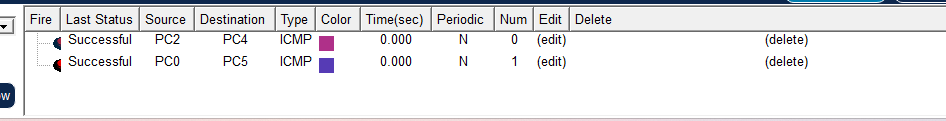 Fire Last Status Source Destination Type Color Time(sec) Periodic Num Edit Delete
Successful PC2 PC4 ICMP 0.000 N 0 (edit) (delete)
Successful PC0 PC5 ICMP 0.000 N 1 (edit) (delete)